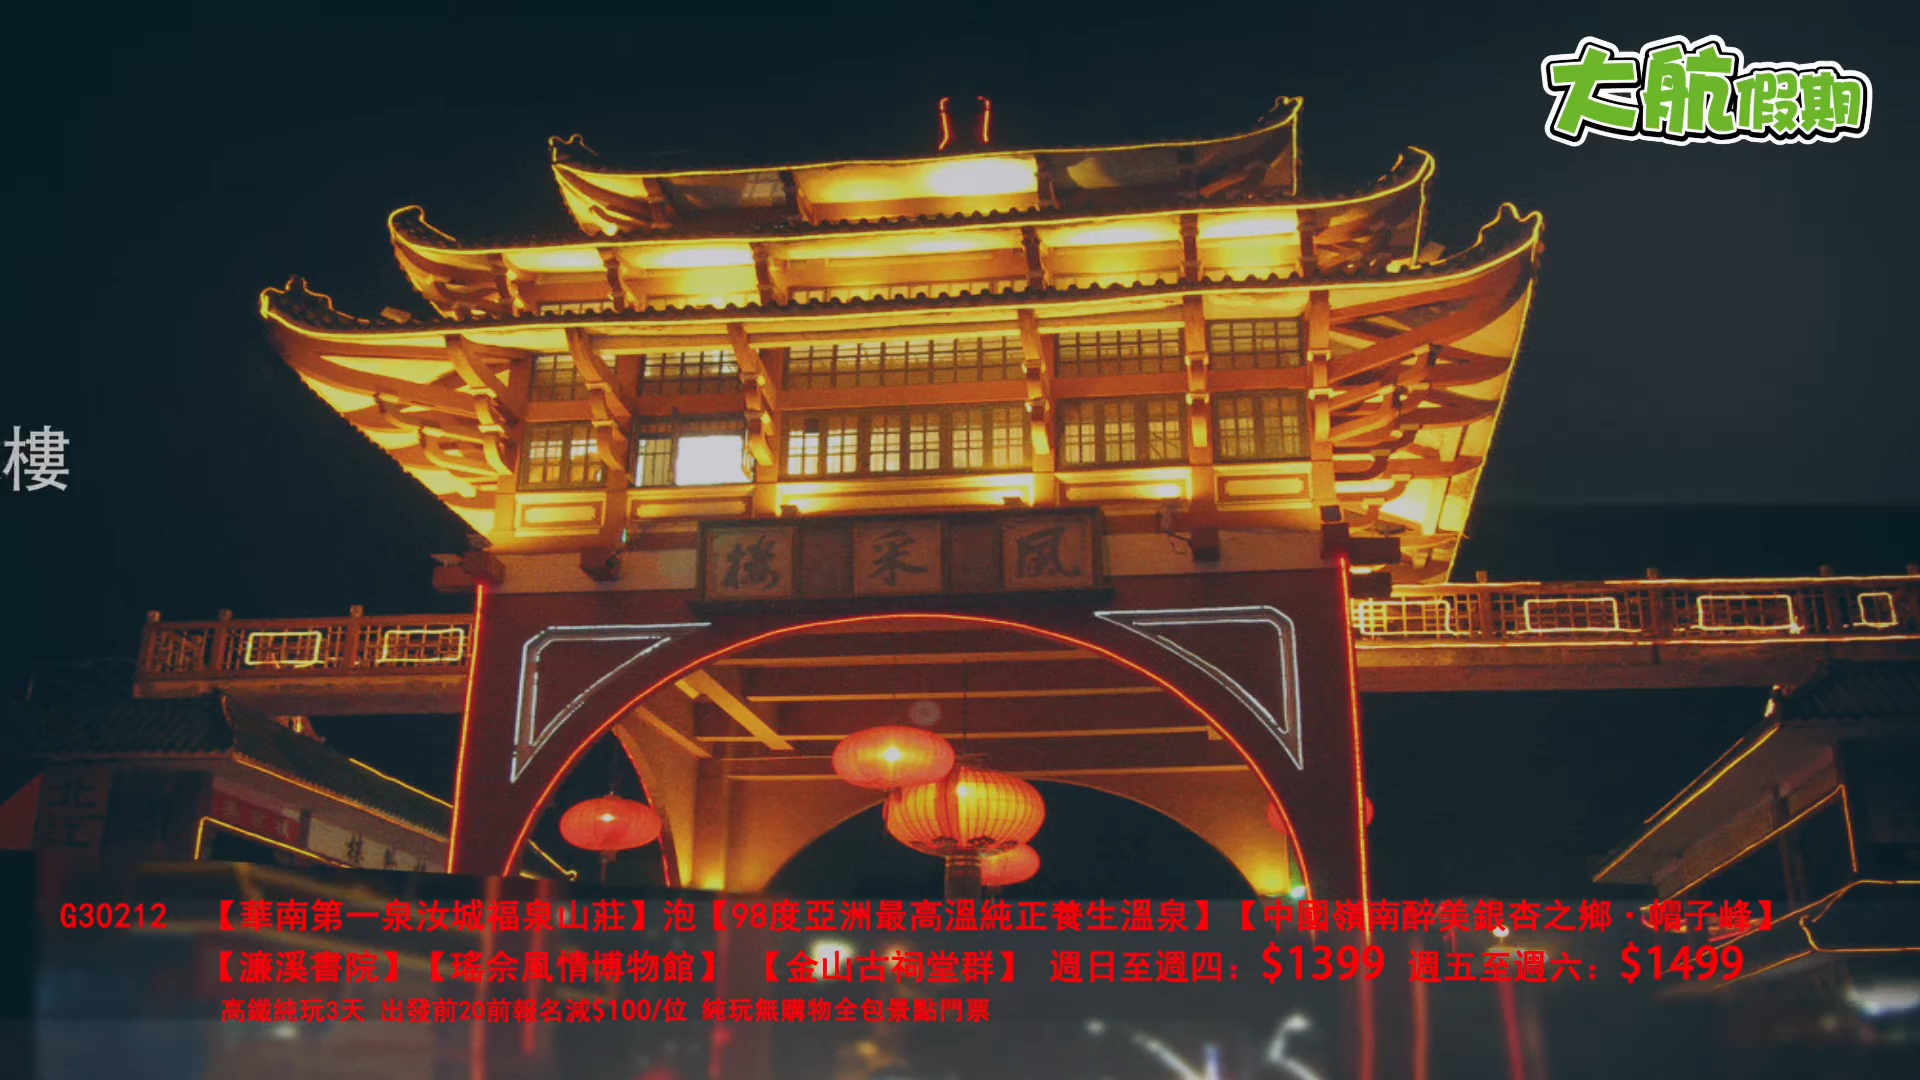 大航假期
樓
樓 采 風
G30212 【華南第一泉汝城福泉山莊】泡【98度亞洲最高溫純正養生溫泉】【中國嶺南醉美銀杏之鄉·帽子峰】
【濂溪書院】【瑤佘風情博物館】 【金山古祠堂群】 週日至週四：$1399 週五至週六：$1499
高鐵純玩3天 出發前20前報名減$100/位 純玩無購物全包景點門票